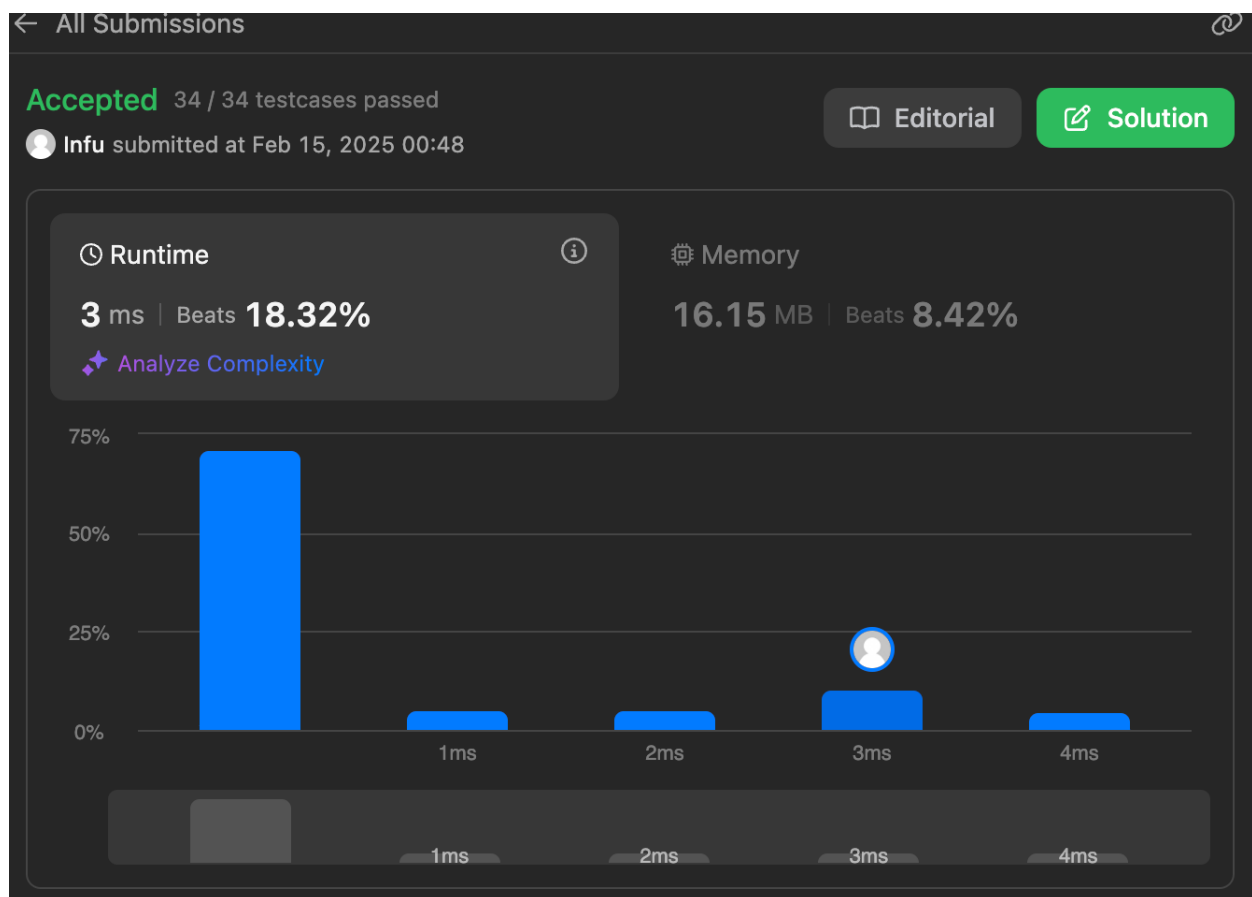 All Submissions
Accepted 34 / 34 testcases passed
Editorial
Solution
Infu submitted at Feb 15, 2025 00:48
Runtime
3 ms | Beats 18.32%
Analyze Complexity
Memory
16.15 MB | Beats 8.42%
75%
50%
25%
0%
1ms 2ms 3ms 4ms
1ms 2ms 3ms 4ms